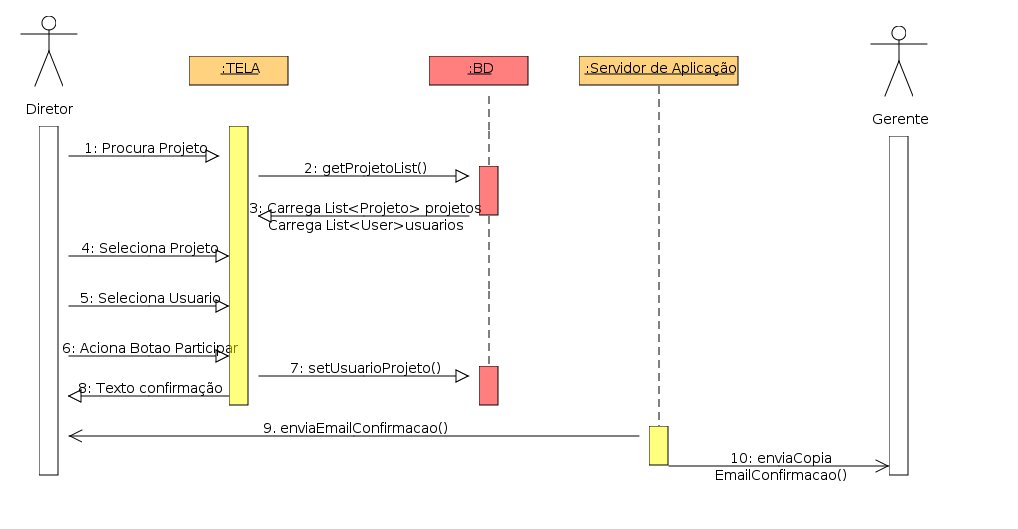 :TELA
:BD
:Servidor de Aplicação
Diretor
Gerente
1: Procura Projeto
2: getProjetoList()
3: Carrega List<Projeto> projetos
Carrega List<User>usuarios
4: Seleciona Projeto
5: Seleciona Usuario
6: Aciona Botao Participar
7: setUsuarioProjeto()
8: Texto confirmação
9. enviaEmailConfirmacao()
10: enviaCopia
EmailConfirmacao()